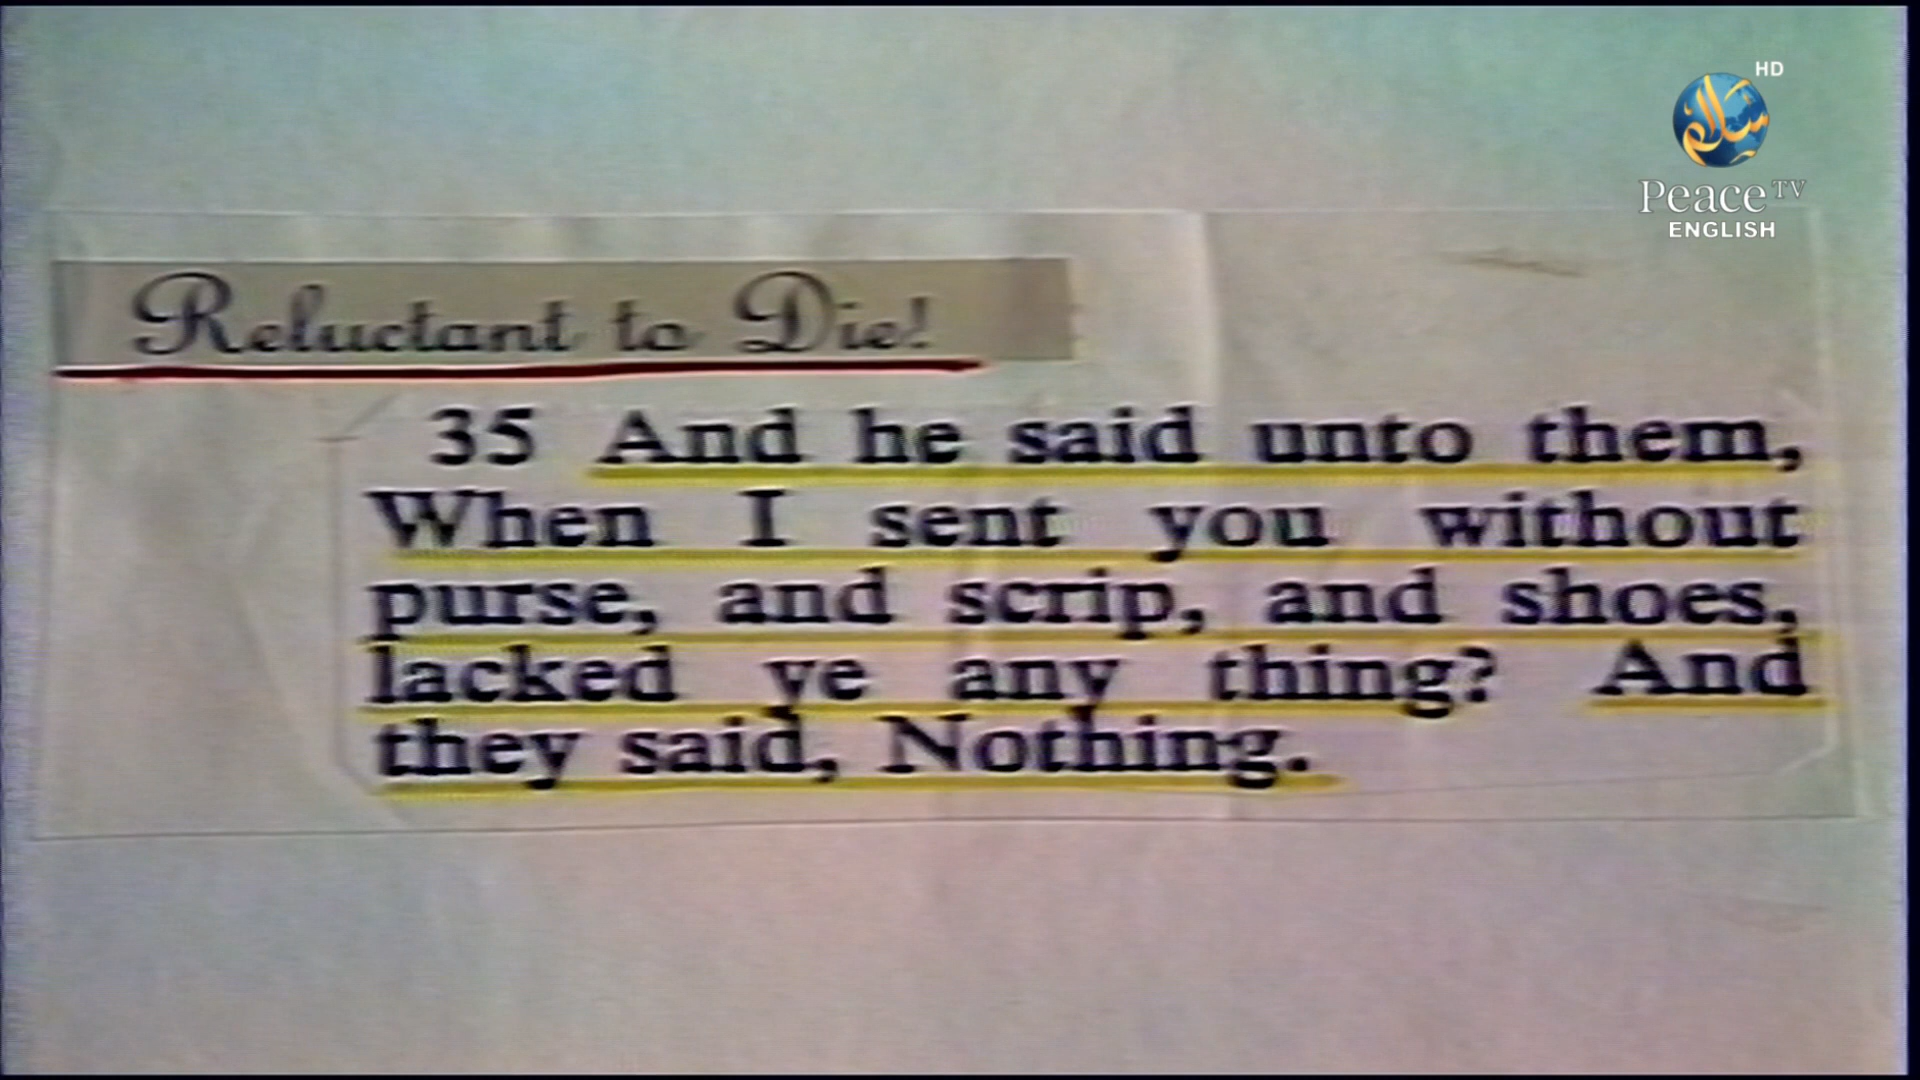 HD
سلام
Peace TV
ENGLISH
Reluctant to Die!
35 And he said unto them,
When I sent you without
purse, and scrip, and shoes,
lacked ye any thing? And
they said, Nothing.